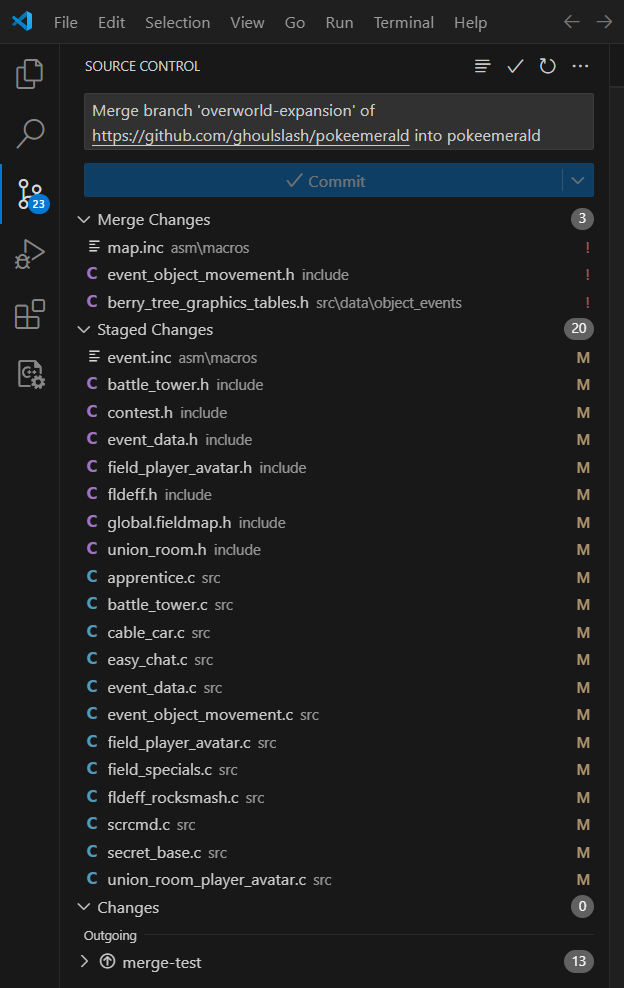 File Edit Selection View Go Run Terminal Help
SOURCE CONTROL
Merge branch 'overworld-expansion' of
https://github.com/ghoulslash/pokeemerald into pokeemerald
Commit
23
Merge Changes 3
map.inc asm\macros !
C event_object_movement.h include !
C berry_tree_graphics_tables.h src\data\object_events !
Staged Changes 20
event.inc asm\macros M
C battle_tower.h include M
C contest.h include M
C event_data.h include M
C field_player_avatar.h include M
C fldeff.h include M
C global.fieldmap.h include M
C union_room.h include M
C apprentice.c src M
C battle_tower.c src M
C cable_car.c src M
C easy_chat.c src M
C event_data.c src M
C event_object_movement.c src M
C field_player_avatar.c src M
C field_specials.c src M
C fldeff_rocksmash.c src M
C scrcmd.c src M
C secret_base.c src M
C union_room_player_avatar.c src M
Changes 0
Outgoing
merge-test 13